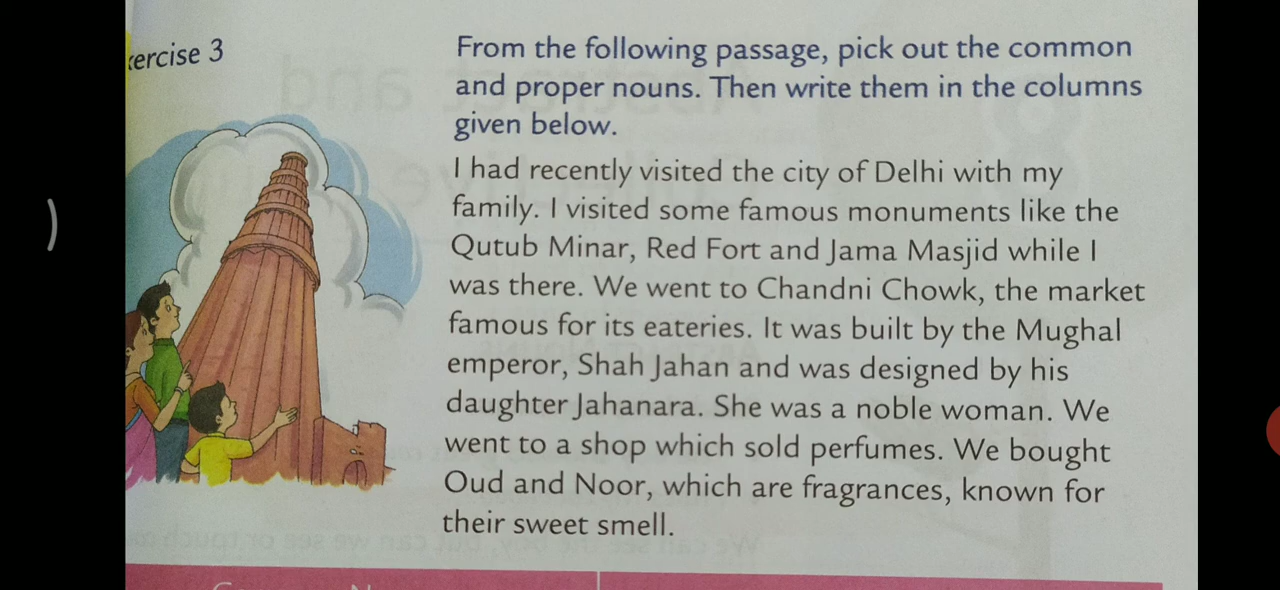 ercise 3
From the following passage, pick out the common
and proper nouns. Then write them in the columns
given below.
I had recently visited the city of Delhi with my
family. I visited some famous monuments like the
Qutub Minar, Red Fort and Jama Masjid while I
was there. We went to Chandni Chowk, the market
famous for its eateries. It was built by the Mughal
emperor, Shah Jahan and was designed by his
daughter Jahanara. She was a noble woman. We
went to a shop which sold perfumes. We bought
Oud and Noor, which are fragrances, known for
their sweet smell.